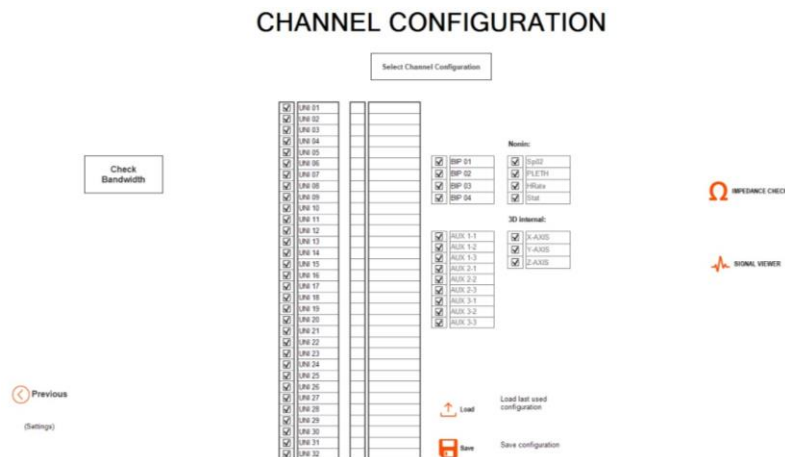 CHANNEL CONFIGURATION
Select Channel Configuration
Check
Bandwidth
UNI 01
UNI 02
UNI 03
UNI 04
UNI 05
UNI 06
UNI 07
UNI 08
UNI 09
UNI 10
UNI 11
UNI 12
UNI 13
UNI 14
UNI 15
UNI 16
UNI 17
UNI 18
UNI 19
UNI 20
UNI 21
UNI 22
UNI 23
UNI 24
UNI 25
UNI 26
UNI 27
UNI 28
UNI 29
UNI 30
UNI 31
UNI 32
BIP 01
BIP 02
BIP 03
BIP 04
AUX 1-1
AUX 1-2
AUX 1-3
AUX 2-1
AUX 2-2
AUX 2-3
AUX 3-1
AUX 3-2
AUX 3-3
Nonin:
Sp02
PLETH
HRate
Stat
3D Internal:
X-AXIS
Y-AXIS
Z-AXIS
Ω IMPEDANCE CHECK
SIGNAL VIEWER
Previous
(Settings)
Load
Load last used
configuration
Save
Save configuration